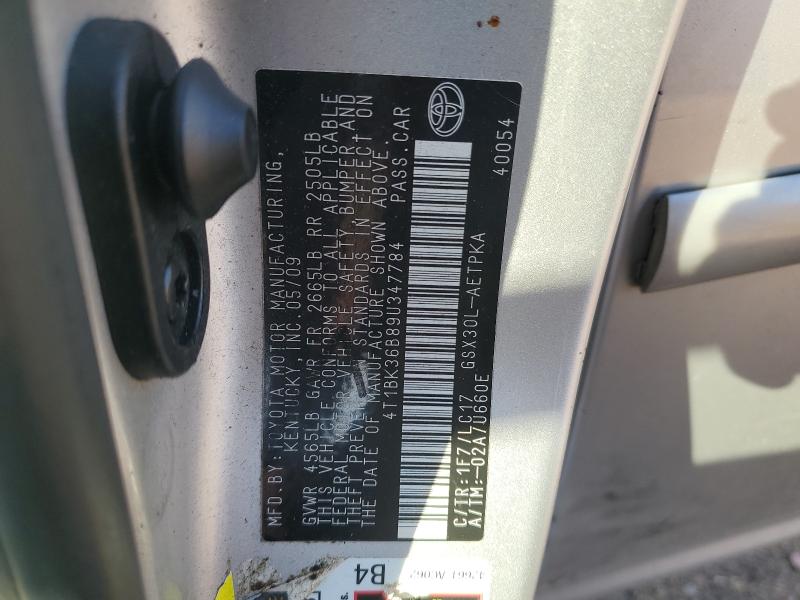 MFD. BY: TOYOTA MOTOR MANUFACTURING,
KENTUCKY, INC. 05/09
GVWR 4565LB GAWR FR 2665LB RR 2505LB
THIS VEHICLE CONFORMS TO ALL APPLICABLE
FEDERAL MOTOR VEHICLE SAFETY, BUMPER, AND
THEFT PREVENTION STANDARDS IN EFFECT ON
THE DATE OF MANUFACTURE SHOWN ABOVE.
4T1BK36B89U347784 PASS. CAR
C/TR: 1F7/LC17 GSX30L-AETPKA
A/TM: -02A/U660E
40054
B4